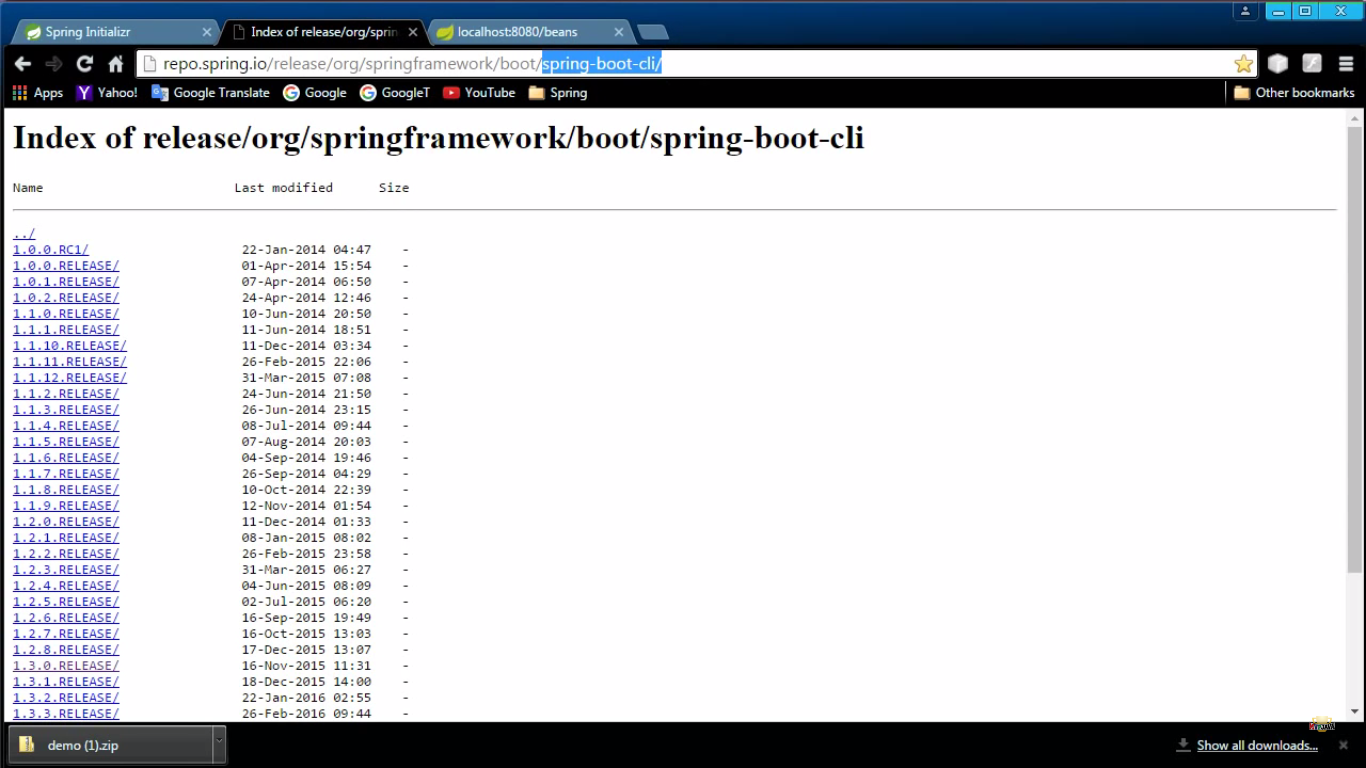 Spring Initializr
Index of release/org/sprin
localhost:8080/beans
repo.spring.io/release/org/springframework/boot/spring-boot-cli/
Apps Yahoo! Google Translate Google GoogleT YouTube Spring Other bookmarks
Index of release/org/springframework/boot/spring-boot-cli
Name Last modified Size
../
1.0.0.RC1/ 22-Jan-2014 04:47 -
1.0.0.RELEASE/ 01-Apr-2014 15:54 -
1.0.1.RELEASE/ 07-Apr-2014 06:50 -
1.0.2.RELEASE/ 24-Apr-2014 12:46 -
1.1.0.RELEASE/ 10-Jun-2014 20:50 -
1.1.1.RELEASE/ 11-Jun-2014 18:51 -
1.1.10.RELEASE/ 11-Dec-2014 03:34 -
1.1.11.RELEASE/ 26-Feb-2015 22:06 -
1.1.12.RELEASE/ 31-Mar-2015 07:08 -
1.1.2.RELEASE/ 24-Jun-2014 21:50 -
1.1.3.RELEASE/ 26-Jun-2014 23:15 -
1.1.4.RELEASE/ 08-Jul-2014 09:44 -
1.1.5.RELEASE/ 07-Aug-2014 20:03 -
1.1.6.RELEASE/ 04-Sep-2014 19:46 -
1.1.7.RELEASE/ 26-Sep-2014 04:29 -
1.1.8.RELEASE/ 10-Oct-2014 22:39 -
1.1.9.RELEASE/ 12-Nov-2014 01:54 -
1.2.0.RELEASE/ 11-Dec-2014 01:33 -
1.2.1.RELEASE/ 08-Jan-2015 08:02 -
1.2.2.RELEASE/ 26-Feb-2015 23:58 -
1.2.3.RELEASE/ 31-Mar-2015 06:27 -
1.2.4.RELEASE/ 04-Jun-2015 08:09 -
1.2.5.RELEASE/ 02-Jul-2015 06:20 -
1.2.6.RELEASE/ 16-Sep-2015 19:49 -
1.2.7.RELEASE/ 16-Oct-2015 13:03 -
1.2.8.RELEASE/ 17-Dec-2015 13:07 -
1.3.0.RELEASE/ 16-Nov-2015 11:31 -
1.3.1.RELEASE/ 18-Dec-2015 14:00 -
1.3.2.RELEASE/ 22-Jan-2016 02:55 -
1.3.3.RELEASE/ 26-Feb-2016 09:44 -
demo (1).zip
Show all downloads...